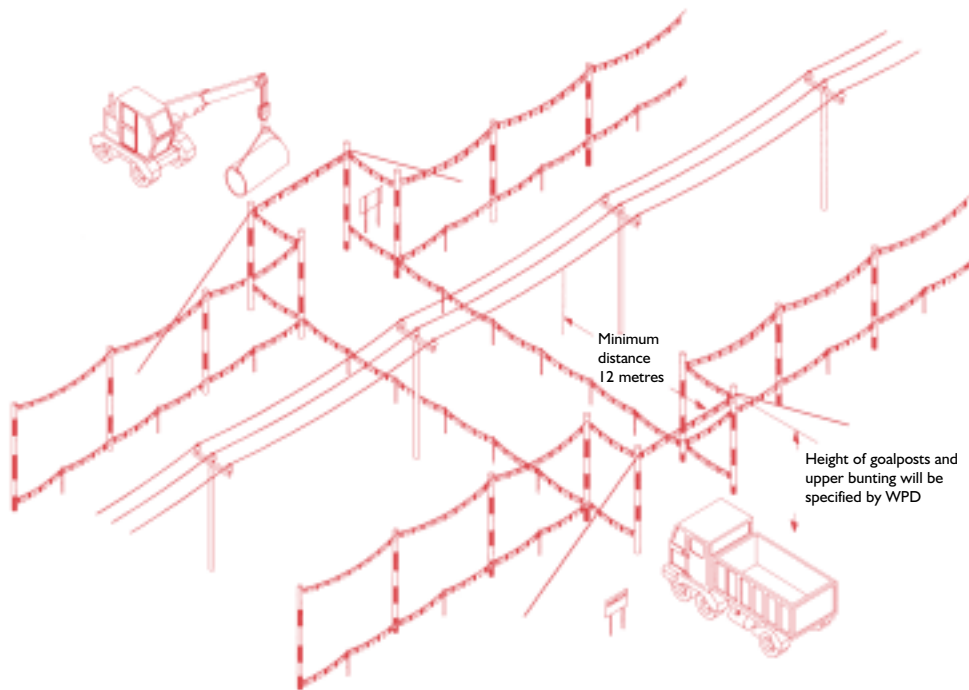 Minimum
distance
12 metres
Height of goalposts and
upper bunting will be
specified by WPD